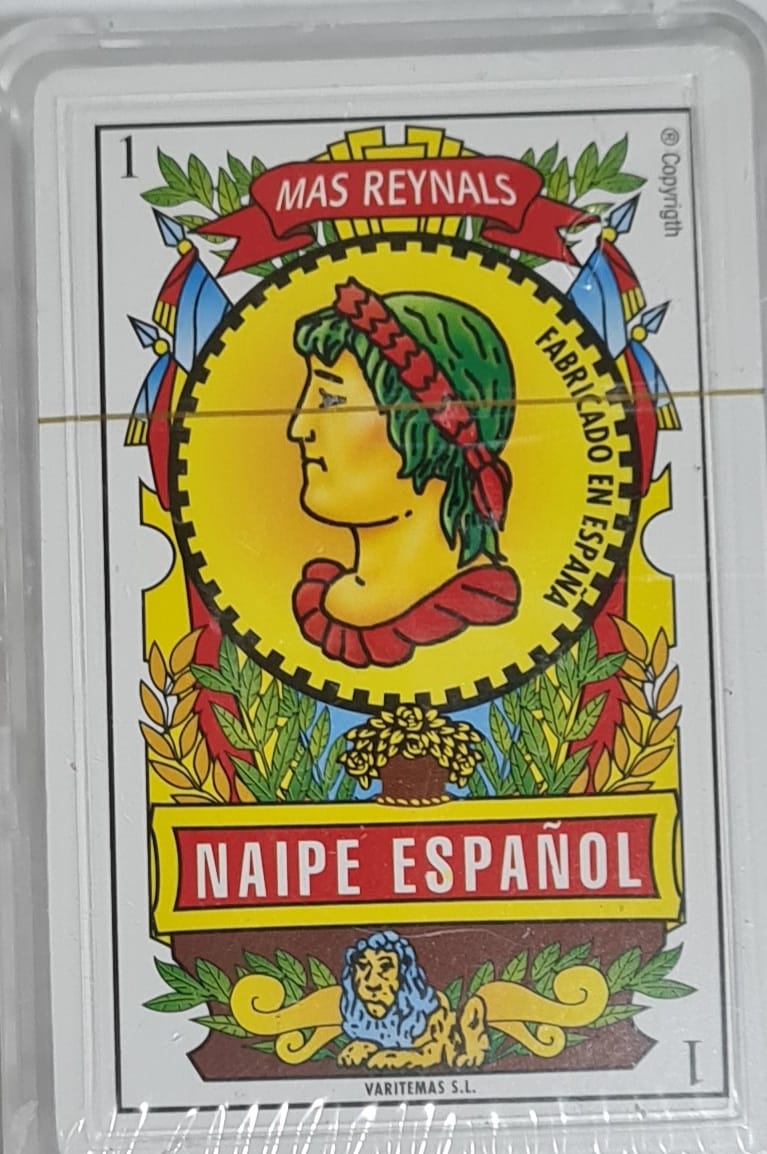 1
® Copyrigth
MAS REYNALS
FABRICADO EN ESPAÑA
NAIPE ESPAÑOL
VARITEMAS S.L.
1